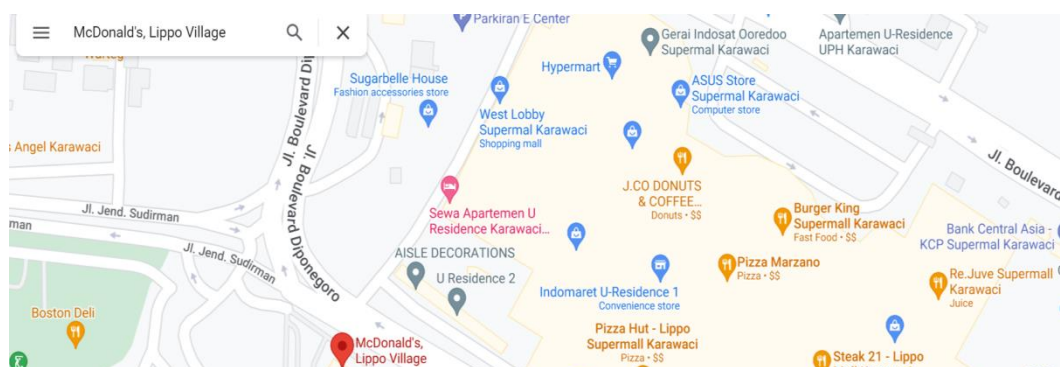 McDonald's, Lippo Village
Parkiran E Center
Gerai Indosat Ooredoo
Supermal Karawaci
Apartemen U-Residence
UPH Karawaci
Hypermart
Sugarbelle House
Fashion accessories store
ASUS Store
Supermal Karawaci
Computer store
West Lobby
Supermal Karawaci
Shopping mall
Jl. Boulevard Di
Jl. Boulevard Diponegoro
Angel Karawaci
J.CO DONUTS
& COFFEE...
Donuts • $$
Jl. Boulevard
Jl. Jend. Sudirman
Sewa Apartemen U
Residence Karawaci...
Burger King
Supermall Karawaci
Fast Food • $$
Bank Central Asia -
KCP Supermal Karawaci
man
Jl. Jend. Sudirman
AISLE DECORATIONS
U Residence 2
Pizza Marzano
Pizza • $$
Indomaret U-Residence 1
Convenience store
Re.Juve Supermall
Karawaci
Juice
Boston Deli
McDonald's,
Lippo Village
Pizza Hut - Lippo
Supermall Karawaci
Pizza • $$
Steak 21 - Lippo